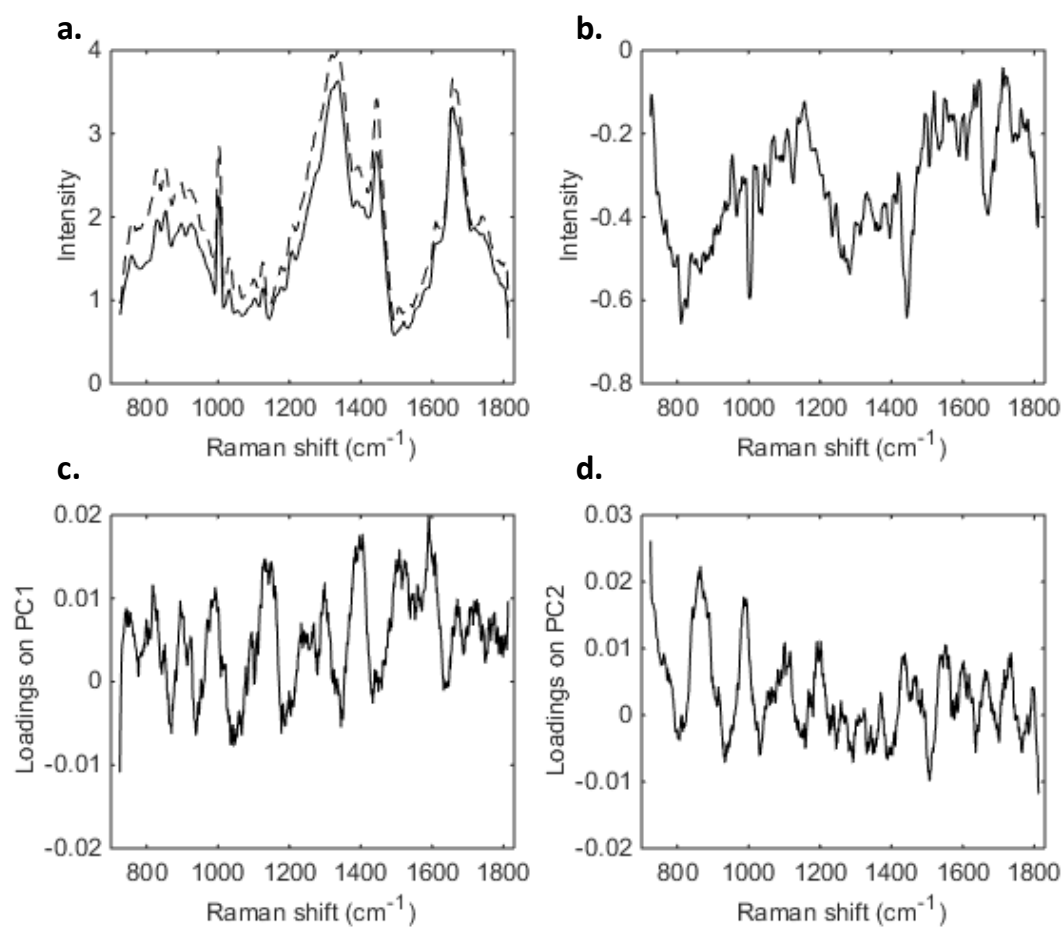 a.
4
3
2
1
0
Intensity
800 1000 1200 1400 1600 1800
Raman shift (cm⁻¹)
b.
0
-0.2
-0.4
-0.6
-0.8
Intensity
800 1000 1200 1400 1600 1800
Raman shift (cm⁻¹)
c.
0.02
0.01
0
-0.01
-0.02
Loadings on PC1
800 1000 1200 1400 1600 1800
Raman shift (cm⁻¹)
d.
0.03
0.02
0.01
0
-0.01
-0.02
Loadings on PC2
800 1000 1200 1400 1600 1800
Raman shift (cm⁻¹)